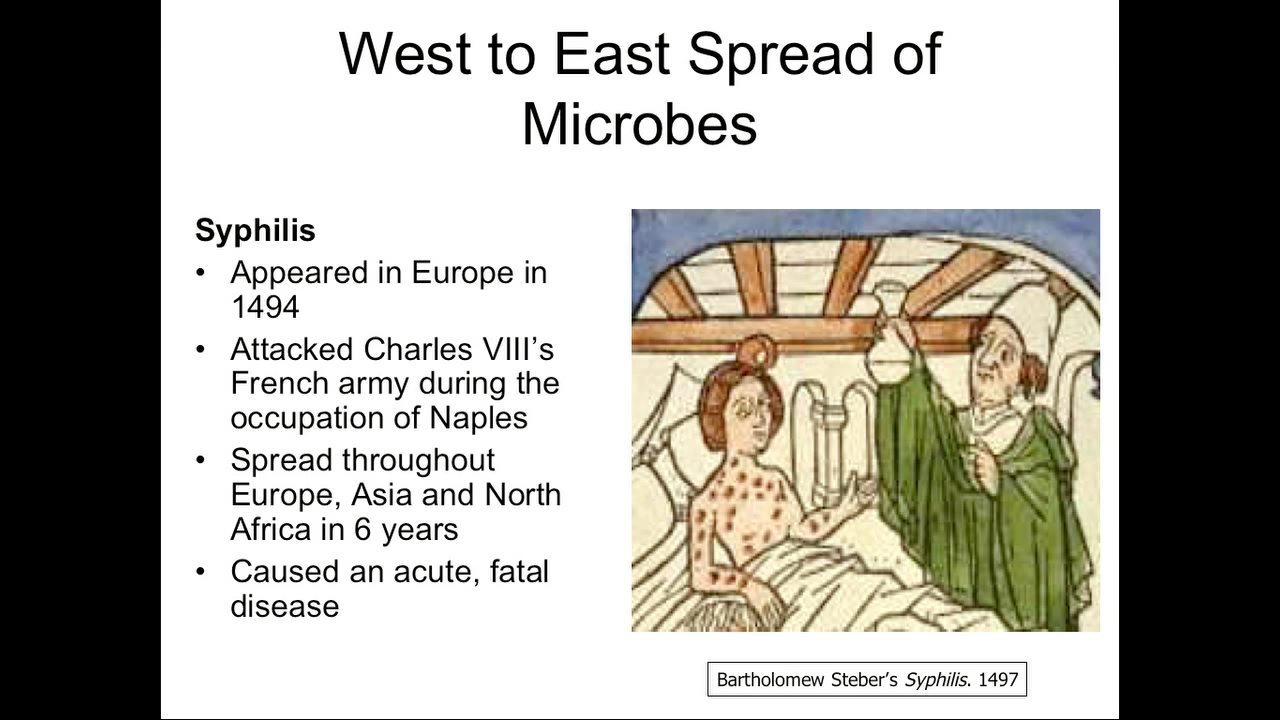 West to East Spread of
Microbes
Syphilis
• Appeared in Europe in
1494
• Attacked Charles VIII’s
French army during the
occupation of Naples
• Spread throughout
Europe, Asia and North
Africa in 6 years
• Caused an acute, fatal
disease
Bartholomew Steber’s Syphilis. 1497